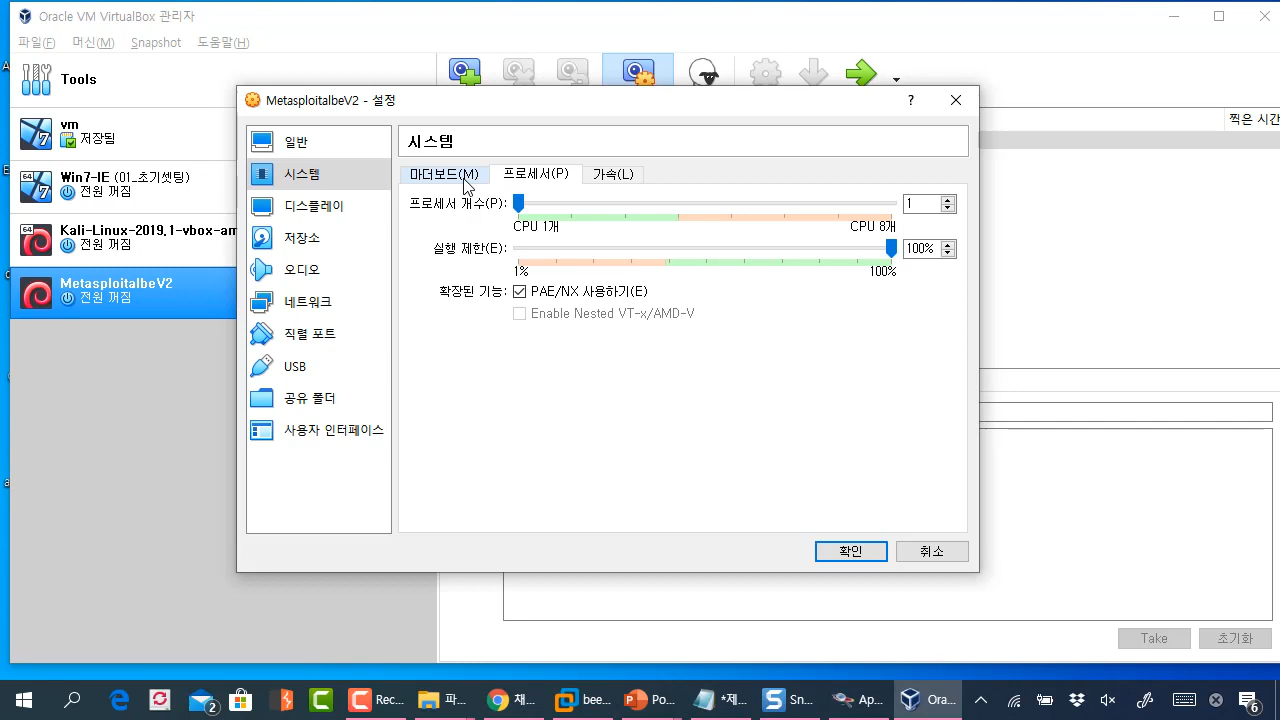 Oracle VM VirtualBox 관리자
파일(F) 머신(M) Snapshot 도움말(H)
Tools
vm
저장됨
Win7-IE (01_초기셋팅)
전원 꺼짐
Kali-Linux-2019.1-vbox-am
전원 꺼짐
MetasploitalbeV2
전원 꺼짐
찍은 시간
MetasploitalbeV2 - 설정
일반
시스템
디스플레이
저장소
오디오
네트워크
직렬 포트
USB
공유 폴더
사용자 인터페이스
시스템
마더보드(M) 프로세서(P) 가속(L)
프로세서 개수(P): 1
CPU 1개 CPU 8개
실행 제한(E): 100%
1% 100%
확장된 기능: PAE/NX 사용하기(E)
Enable Nested VT-x/AMD-V
확인 취소
Take 초기화
2 Rec... 파... 채... bee... Po... *제... Sn... Ap... Ora... 6